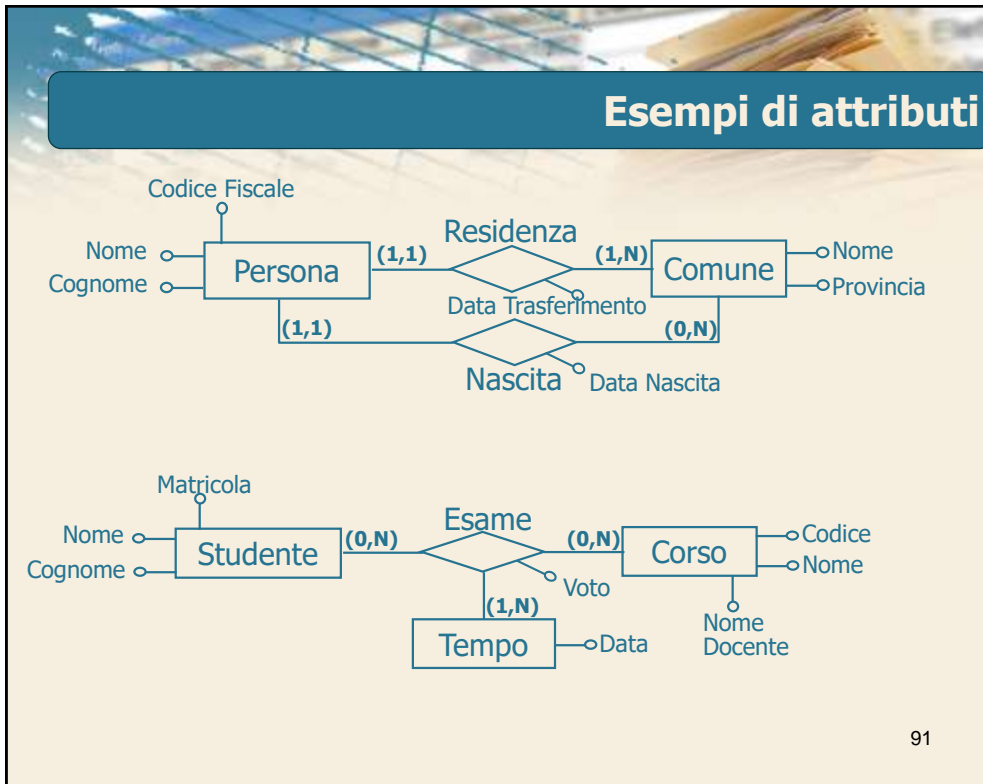 Esempi di attributi
Codice Fiscale
Nome
Cognome
Persona
(1,1)
Residenza
(1,N)
Comune
Nome
Provincia
Data Trasferimento
(1,1)
(0,N)
Nascita
Data Nascita
Matricola
Nome
Cognome
Studente
(0,N)
Esame
(0,N)
Corso
Codice
Nome
Voto
(1,N)
Nome
Docente
Tempo
Data
91